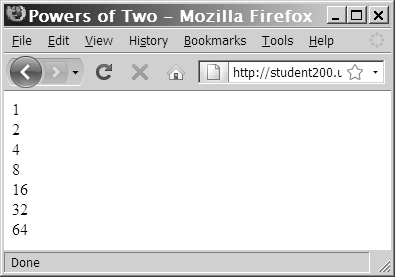 Powers of Two - Mozilla Firefox
File Edit View History Bookmarks Tools Help
http://student200.u
1
2
4
8
16
32
64
Done